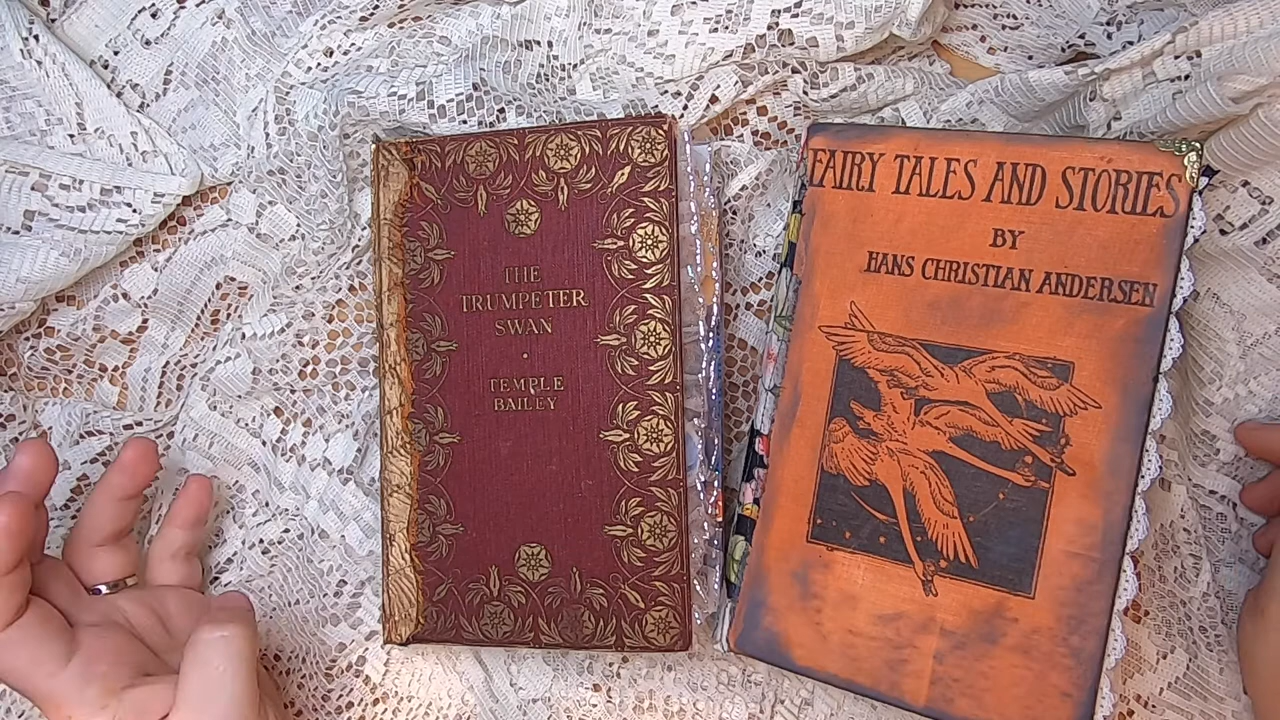 THE
TRUMPETER
SWAN
TEMPLE
BAILEY
FAIRY TALES AND STORIES
BY
HANS CHRISTIAN ANDERSEN